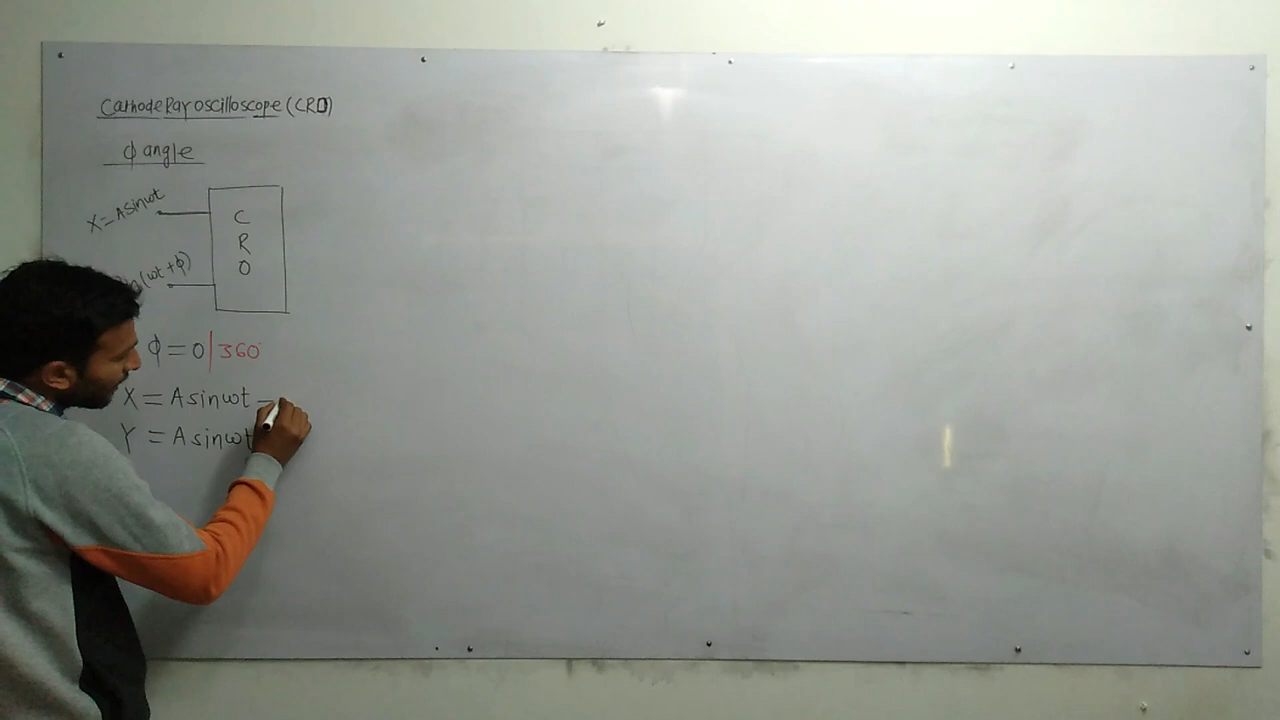 Cathode Ray oscilloscope (CRO)
ϕ angle
X = A sinωt
C
R
O
(ωt + ϕ)
ϕ = 0 | 360°
X = A sinωt –
Y = A sinωt